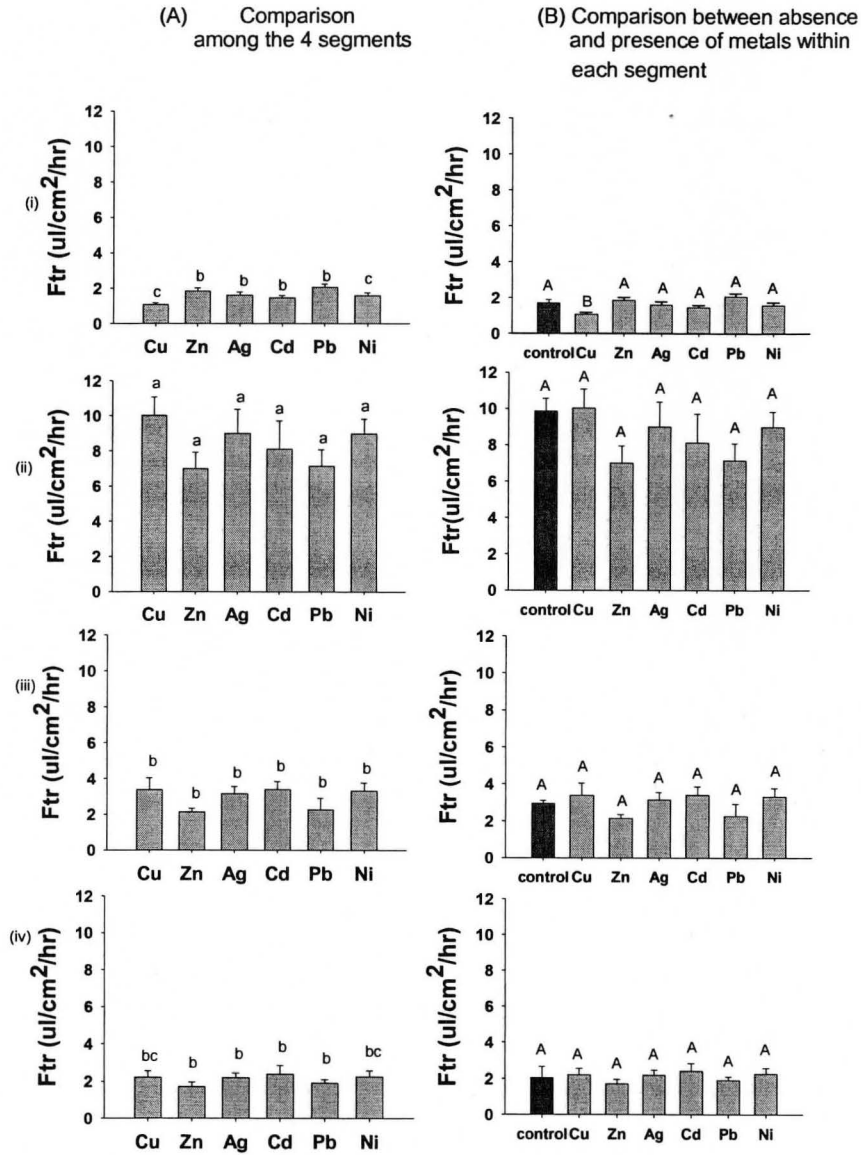 (A) Comparison
among the 4 segments
(B) Comparison between absence
and presence of metals within
each segment
(i)
Ftr (ul/cm²/hr)
12
10
8
6
4
2
0
c b b b b c
Cu Zn Ag Cd Pb Ni
Ftr (ul/cm²/hr)
12
10
8
6
4
2
0
A B A A A A A
control Cu Zn Ag Cd Pb Ni
(ii)
Ftr (ul/cm²/hr)
12
10
8
6
4
2
0
a a a a a a
Cu Zn Ag Cd Pb Ni
Ftr(ul/cm²/hr)
12
10
8
6
4
2
0
A A A A A A A
control Cu Zn Ag Cd Pb Ni
(iii)
Ftr (ul/cm²/hr)
12
10
8
6
4
2
0
b b b b b b
Cu Zn Ag Cd Pb Ni
Ftr (ul/cm²/hr)
12
10
8
6
4
2
0
A A A A A A A
control Cu Zn Ag Cd Pb Ni
(iv)
Ftr (ul/cm²/hr)
12
10
8
6
4
2
0
bc b b b b bc
Cu Zn Ag Cd Pb Ni
Ftr (ul/cm²/hr)
12
10
8
6
4
2
0
A A A A A A A
control Cu Zn Ag Cd Pb Ni